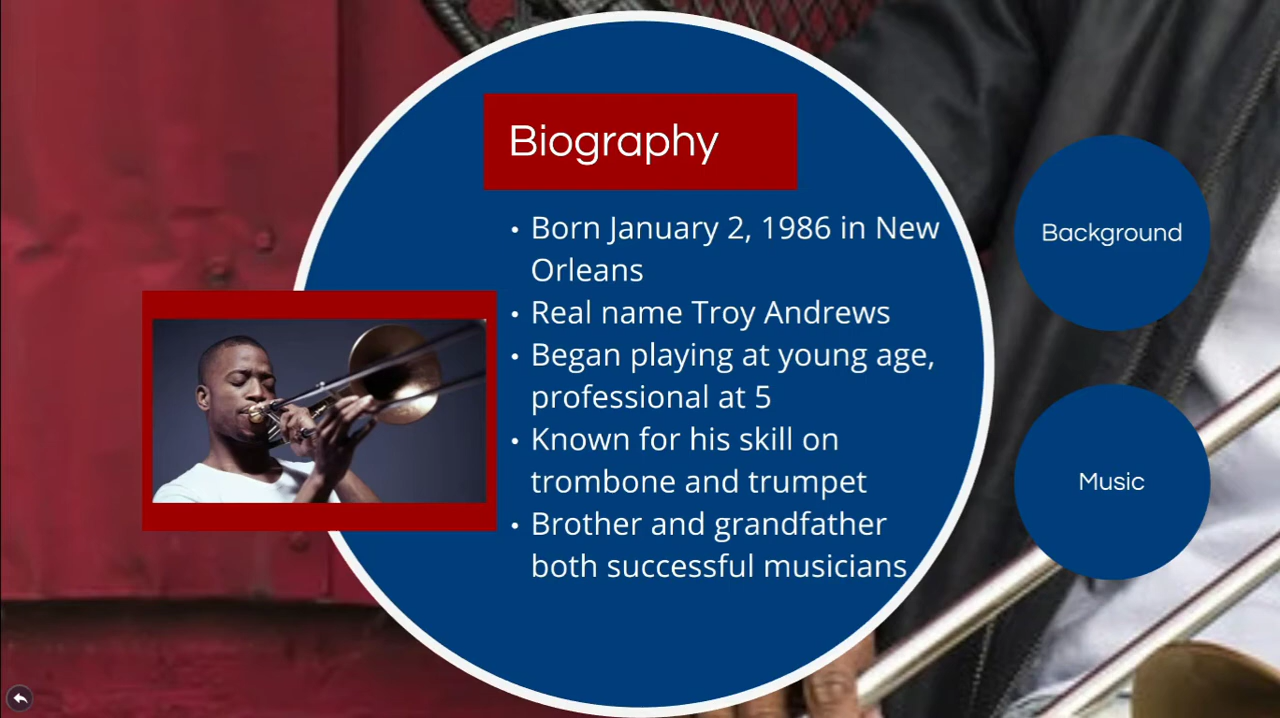 Biography
• Born January 2, 1986 in New
Orleans
• Real name Troy Andrews
• Began playing at young age,
professional at 5
• Known for his skill on
trombone and trumpet
• Brother and grandfather
both successful musicians
Background
Music